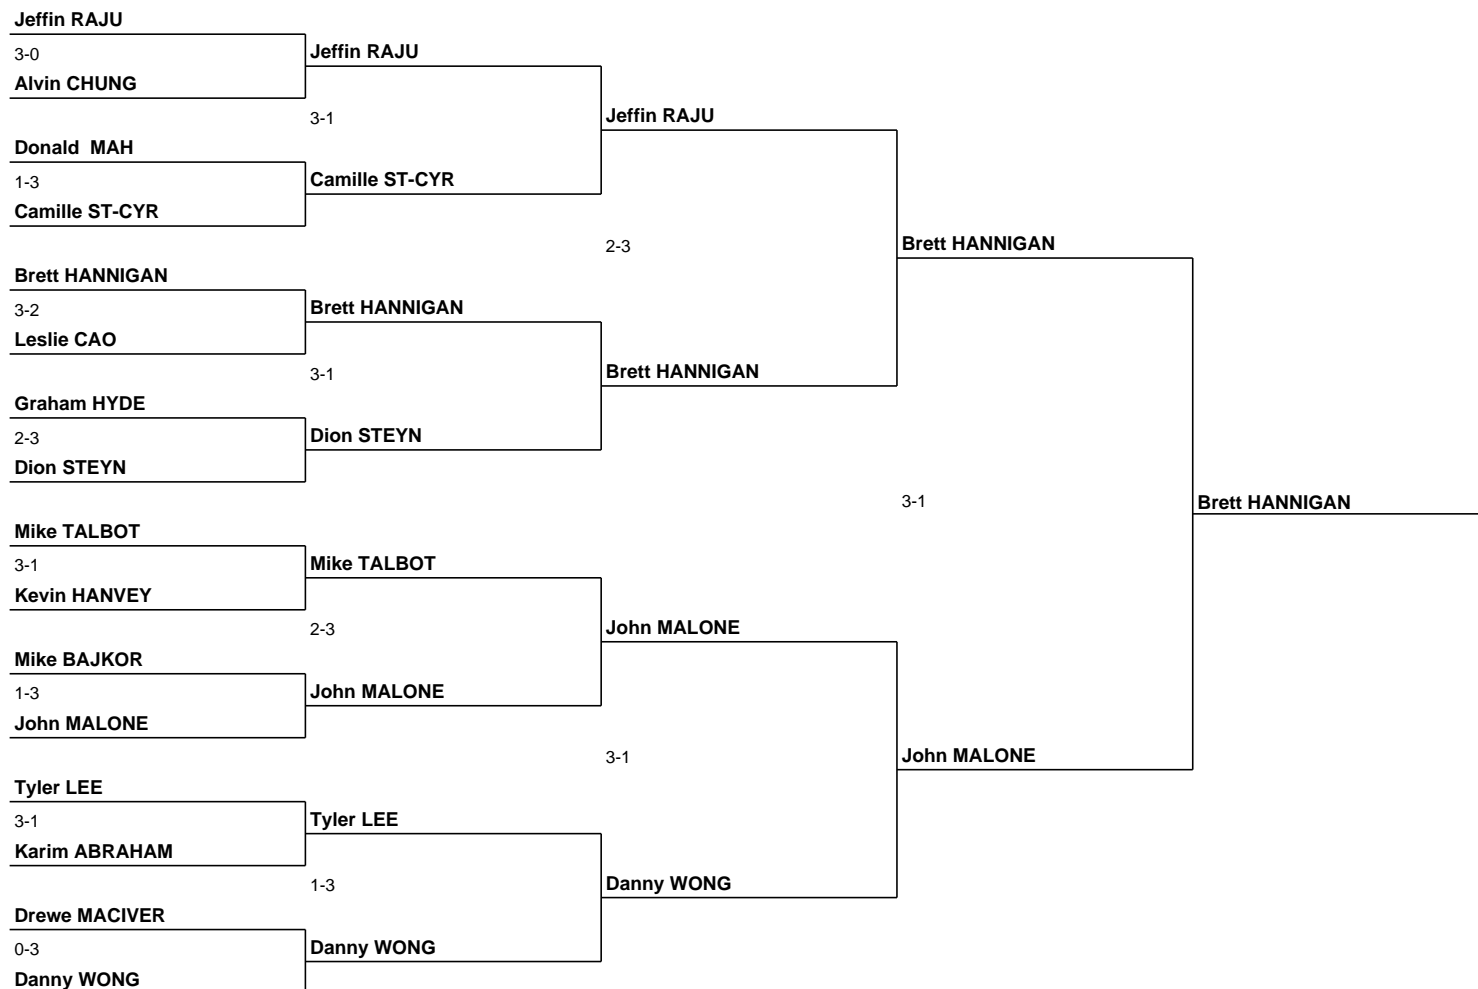 Jeffin RAJU
3-0
Alvin CHUNG
Donald  MAH
1-3
Camille ST-CYR
Brett HANNIGAN
3-2
Leslie CAO
Graham HYDE
2-3
Dion STEYN
Mike TALBOT
3-1
Kevin HANVEY
Mike BAJKOR
1-3
John MALONE
Tyler LEE
3-1
Karim ABRAHAM
Drewe MACIVER
0-3
Danny WONG
Jeffin RAJU
3-1
Camille ST-CYR
Brett HANNIGAN
3-1
Dion STEYN
Mike TALBOT
2-3
John MALONE
Tyler LEE
1-3
Danny WONG
Jeffin RAJU
2-3
Brett HANNIGAN
John MALONE
3-1
Danny WONG
Brett HANNIGAN
3-1
John MALONE
Brett HANNIGAN